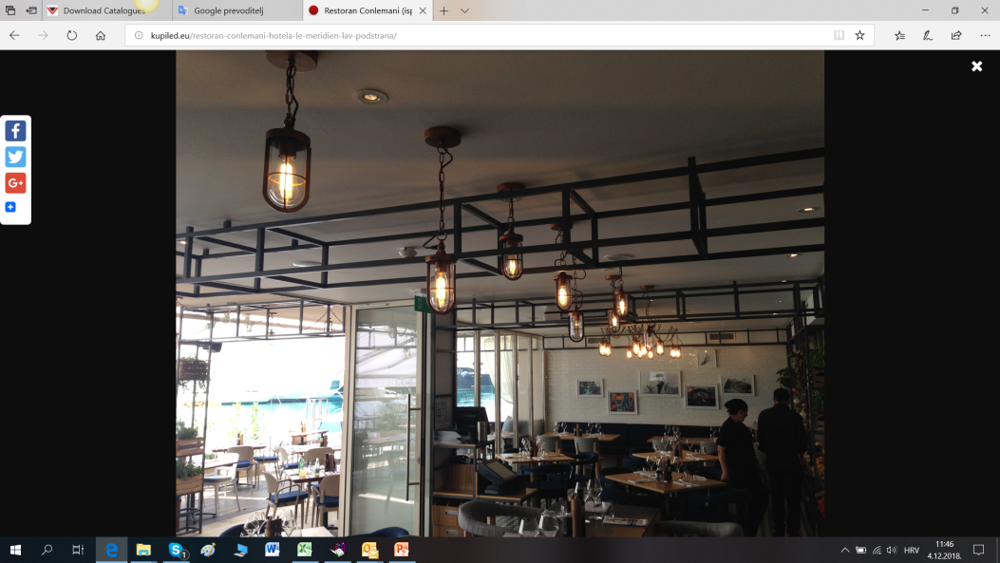 Download Catalogues
Google prevoditelj
Restoran Conlemani (isp
kupiled.eu/restoran-conlemani-hotela-le-meridien-lav-podstrana/
f
G+
1
HRV
11:46
4.12.2018.